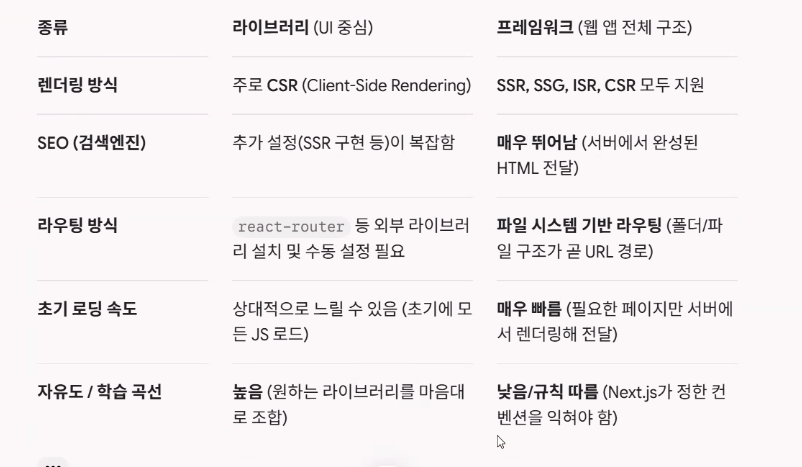 종류
라이브러리 (UI 중심)
프레임워크 (웹 앱 전체 구조)
렌더링 방식
주로 CSR (Client-Side Rendering)
SSR, SSG, ISR, CSR 모두 지원
SEO (검색엔진)
추가 설정(SSR 구현 등)이 복잡함
매우 뛰어남 (서버에서 완성된
HTML 전달)
라우팅 방식
react-router 등 외부 라이브러
리 설치 및 수동 설정 필요
파일 시스템 기반 라우팅 (폴더/파
일 구조가 곧 URL 경로)
초기 로딩 속도
상대적으로 느릴 수 있음 (초기에 모
든 JS 로드)
매우 빠름 (필요한 페이지만 서버에
서 렌더링해 전달)
자유도 / 학습 곡선
높음 (원하는 라이브러리를 마음대
로 조합)
낮음/규칙 따름 (Next.js가 정한 컨
벤션을 익혀야 함)